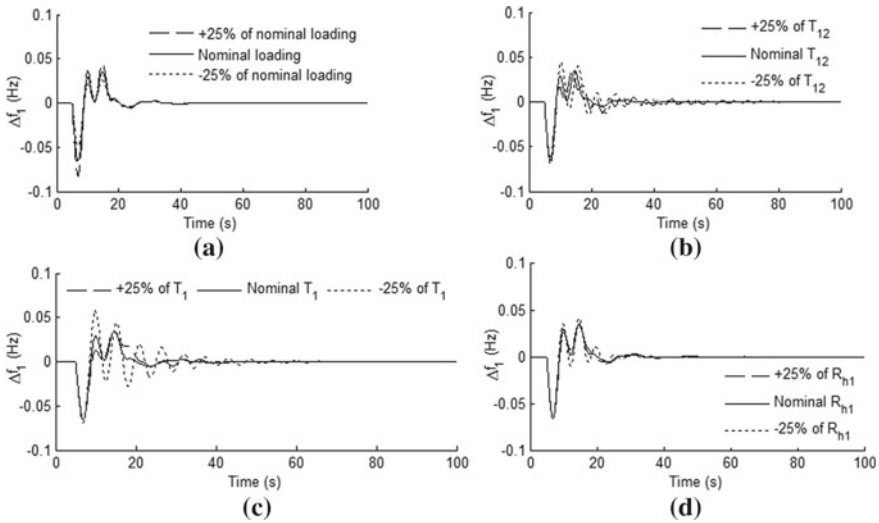 0.1
0.05
0
-0.05
-0.1
Δf₁ (Hz)
+25% of nominal loading
Nominal loading
-25% of nominal loading
0 20 40 60 80 100
Time (s)
(a)
0.1
0.05
0
-0.05
-0.1
Δf₁ (Hz)
+25% of T₁₂
Nominal T₁₂
-25% of T₁₂
0 20 40 60 80 100
Time (s)
(b)
0.1
0.05
0
-0.05
-0.1
Δf₁ (Hz)
+25% of T₁ Nominal T₁ -25% of T₁
0 20 40 60 80 100
Time (s)
(c)
0.1
0.05
0
-0.05
-0.1
Δf₁ (Hz)
+25% of Rₕ₁
Nominal Rₕ₁
-25% of Rₕ₁
0 20 40 60 80 100
Time (s)
(d)